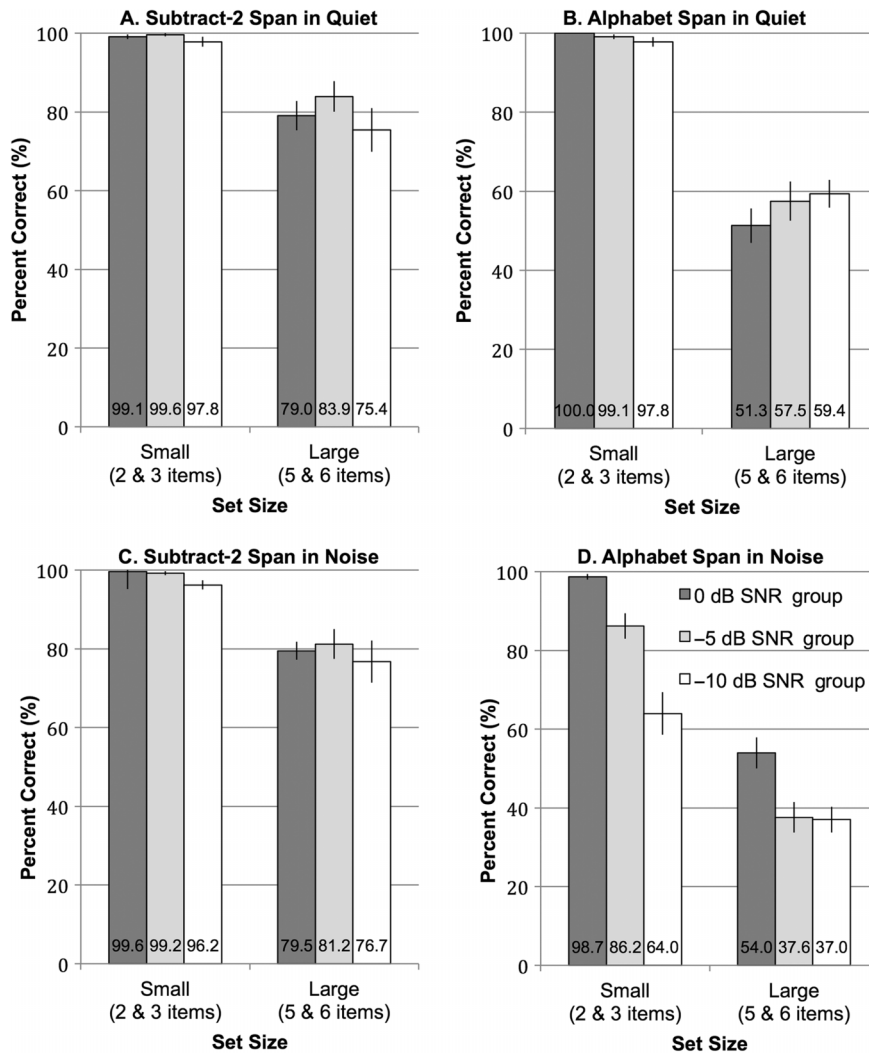 A. Subtract-2 Span in Quiet
Percent Correct (%)
100
80
60
40
20
0
99.1 99.6 97.8 79.0 83.9 75.4
Small Large
(2 & 3 items) (5 & 6 items)
Set Size
B. Alphabet Span in Quiet
Percent Correct (%)
100
80
60
40
20
0
100.0 99.1 97.8 51.3 57.5 59.4
Small Large
(2 & 3 items) (5 & 6 items)
Set Size
C. Subtract-2 Span in Noise
Percent Correct (%)
100
80
60
40
20
0
99.6 99.2 96.2 79.5 81.2 76.7
Small Large
(2 & 3 items) (5 & 6 items)
Set Size
D. Alphabet Span in Noise
Percent Correct (%)
100
80
60
40
20
0
0 dB SNR group
–5 dB SNR group
–10 dB SNR group
98.7 86.2 64.0 54.0 37.6 37.0
Small Large
(2 & 3 items) (5 & 6 items)
Set Size